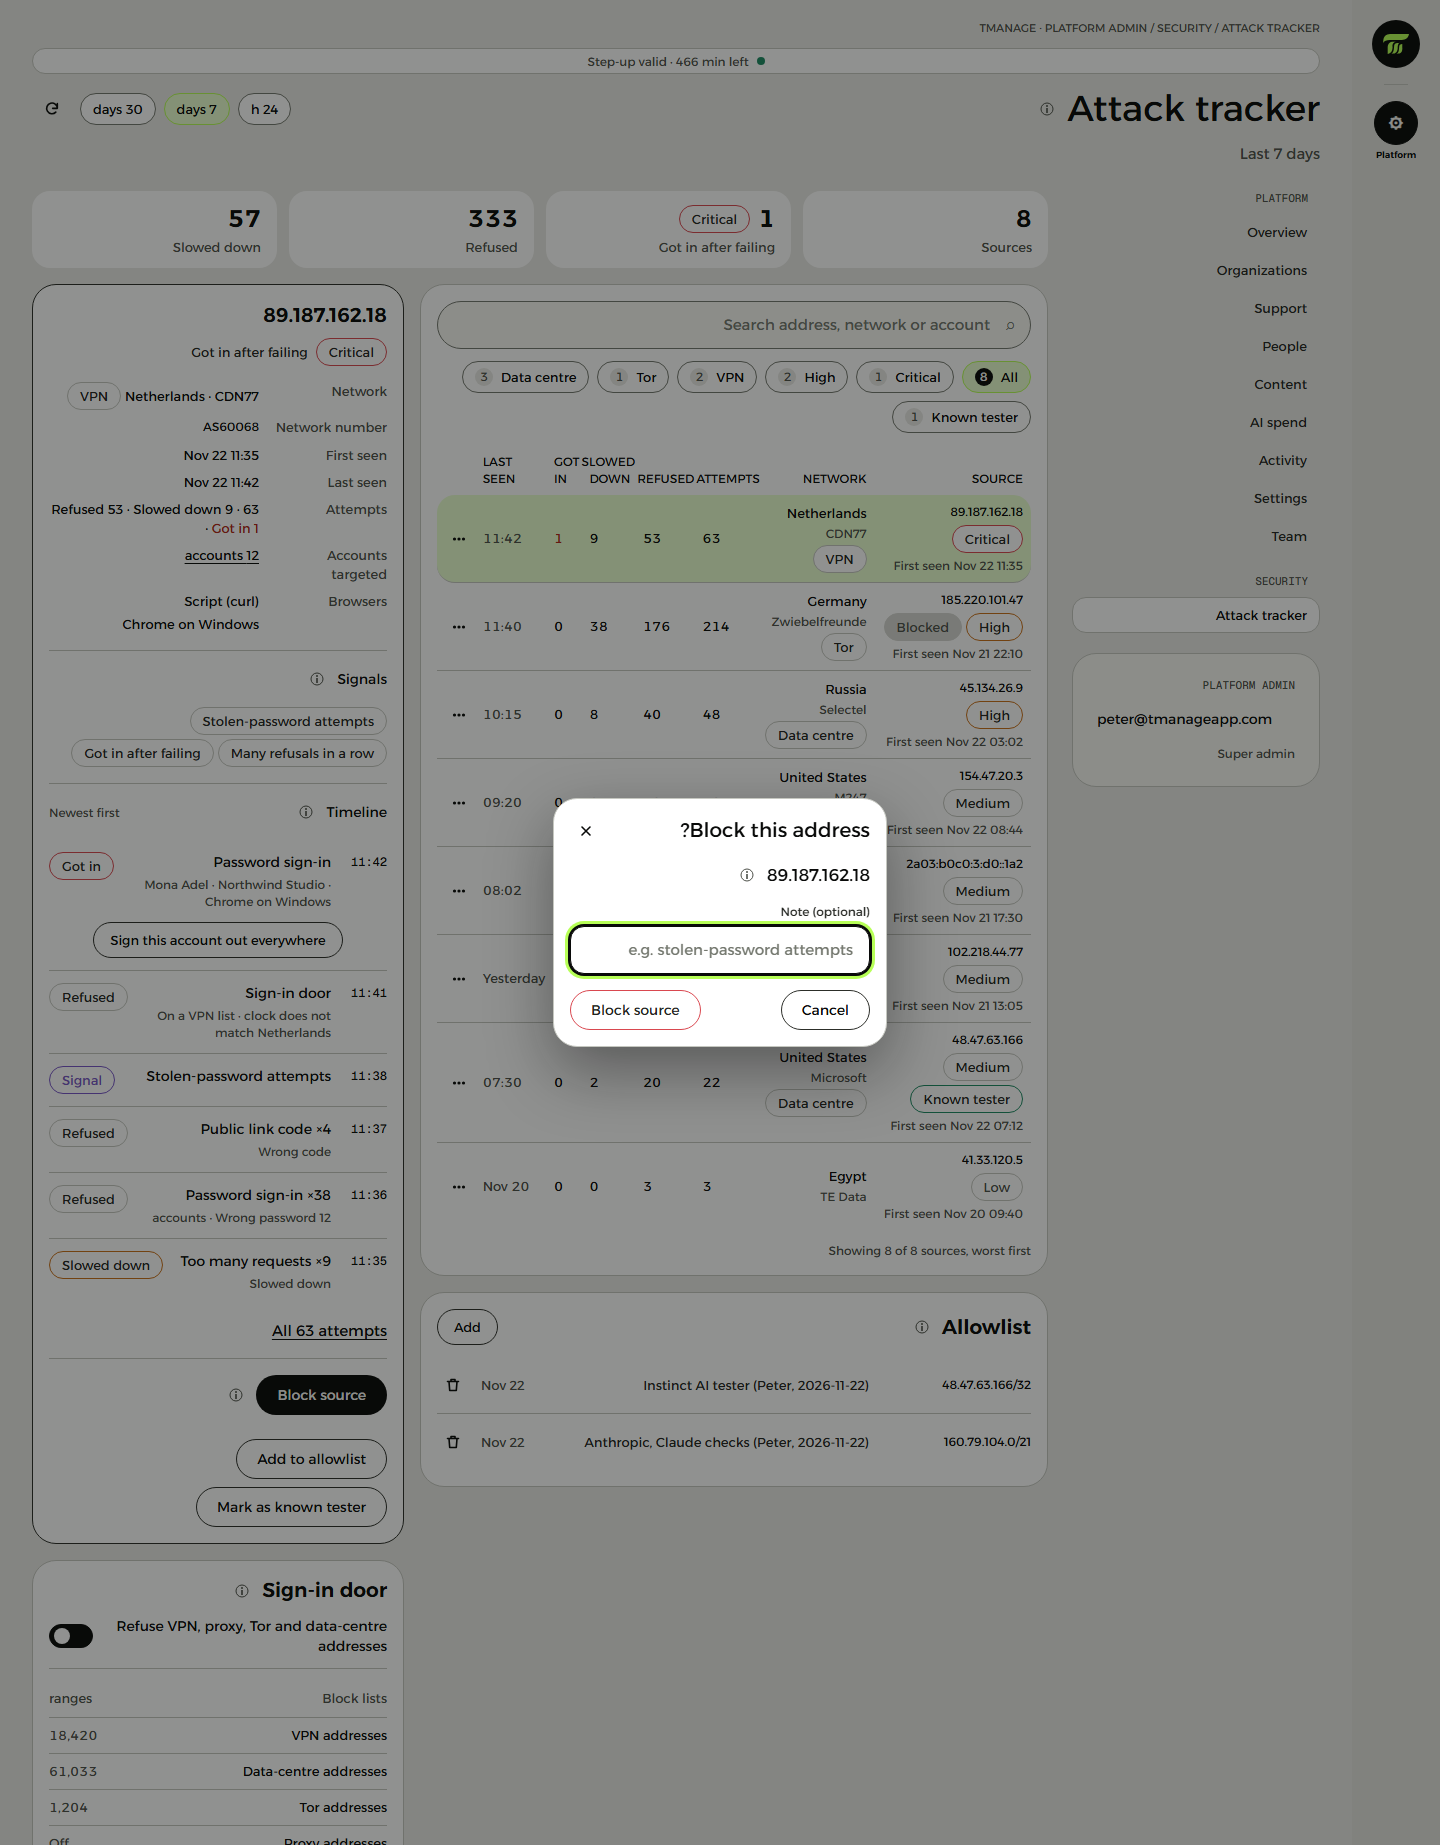 TMANAGE · PLATFORM ADMIN / SECURITY / ATTACK TRACKER
Step-up valid · 466 min left
Attack tracker
days 30
days 7
h 24
Last 7 days
Platform
8
Sources
1
Critical
Got in after failing
333
Refused
57
Slowed down
PLATFORM
Overview
Organizations
Support
People
Content
AI spend
Activity
Settings
Team
SECURITY
Attack tracker
PLATFORM ADMIN
peter@tmanageapp.com
Super admin
Search address, network or account
All 8
Critical 1
High 2
VPN 2
Tor 1
Data centre 3
Known tester 1
SOURCE
NETWORK
ATTEMPTS
REFUSED
SLOWED DOWN
GOT IN
LAST SEEN
89.187.162.18
Critical
First seen Nov 22 11:35
Netherlands
CDN77
VPN
63
53
9
1
11:42
185.220.101.47
High
Blocked
First seen Nov 21 22:10
Germany
Zwiebelfreunde
Tor
214
176
38
0
11:40
45.134.26.9
High
First seen Nov 22 03:02
Russia
Selectel
Data centre
48
40
8
0
10:15
154.47.20.3
Medium
First seen Nov 22 08:44
United States
09:20
2a03:b0c0:3:d0::1a2
Medium
First seen Nov 21 17:30
08:02
102.218.44.77
Medium
First seen Nov 21 13:05
Yesterday
48.47.63.166
Medium
Known tester
First seen Nov 22 07:12
United States
Microsoft
Data centre
22
20
2
0
07:30
41.33.120.5
Low
First seen Nov 20 09:40
Egypt
TE Data
3
3
0
0
Nov 20
Showing 8 of 8 sources, worst first
?Block this address
89.187.162.18
Note (optional)
e.g. stolen-password attempts
Cancel
Block source
Allowlist
Add
48.47.63.166/32
Instinct AI tester (Peter, 2026-11-22)
Nov 22
160.79.104.0/21
Anthropic, Claude checks (Peter, 2026-11-22)
Nov 22
89.187.162.18
Critical
Got in after failing
Network
Netherlands · CDN77
VPN
Network number
AS60068
First seen
Nov 22 11:35
Last seen
Nov 22 11:42
Attempts
Refused 53 · Slowed down 9 · 63
· Got in 1
Accounts targeted
accounts 12
Browsers
Script (curl)
Chrome on Windows
Signals
Stolen-password attempts
Many refusals in a row
Got in after failing
Timeline
Newest first
11:42
Password sign-in
Got in
Mona Adel · Northwind Studio ·
Chrome on Windows
Sign this account out everywhere
11:41
Sign-in door
Refused
On a VPN list · clock does not
match Netherlands
11:38
Stolen-password attempts
Signal
11:37
Public link code ×4
Refused
Wrong code
11:36
Password sign-in ×38
Refused
accounts · Wrong password 12
11:35
Too many requests ×9
Slowed down
Slowed down
All 63 attempts
Block source
Add to allowlist
Mark as known tester
Sign-in door
Refuse VPN, proxy, Tor and data-centre
addresses
Block lists
ranges
VPN addresses
18,420
Data-centre addresses
61,033
Tor addresses
1,204
Proxy addresses
Off